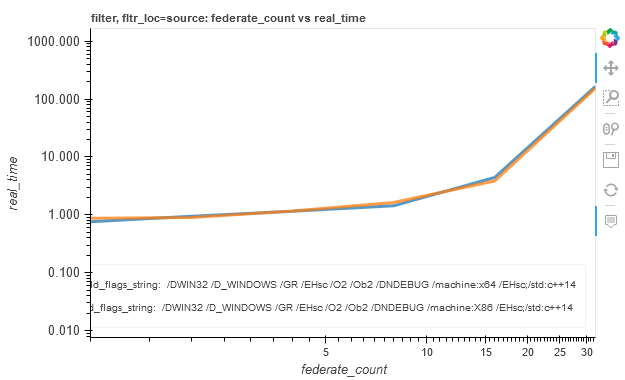 filter, fltr_loc=source: federate_count vs real_time
1000.000
100.000
10.000
1.000
0.100
0.010
real_time
d_flags_string: /DWIN32 /D_WINDOWS /GR /EHsc /O2 /Ob2 /DNDEBUG /machine:x64 /EHsc;/std:c++14
d_flags_string: /DWIN32 /D_WINDOWS /GR /EHsc /O2 /Ob2 /DNDEBUG /machine:X86 /EHsc;/std:c++14
5 10 15 20 25 30
federate_count